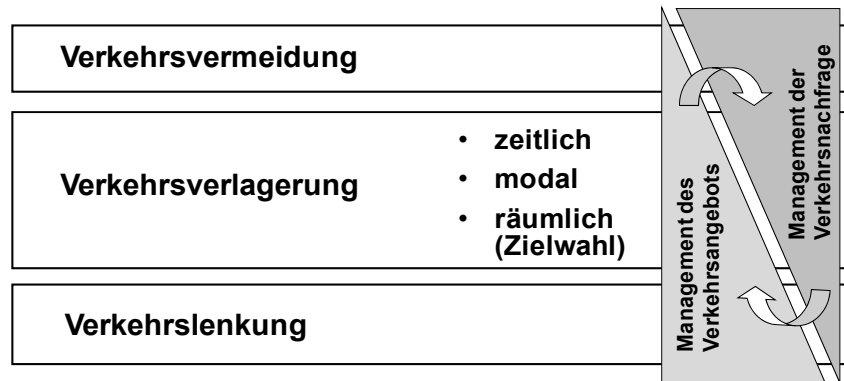 Verkehrsvermeidung
Verkehrsverlagerung
• zeitlich
• modal
• räumlich
(Zielwahl)
Verkehrslenkung
Management des
Verkehrsangebots
Management der
Verkehrsnachfrage